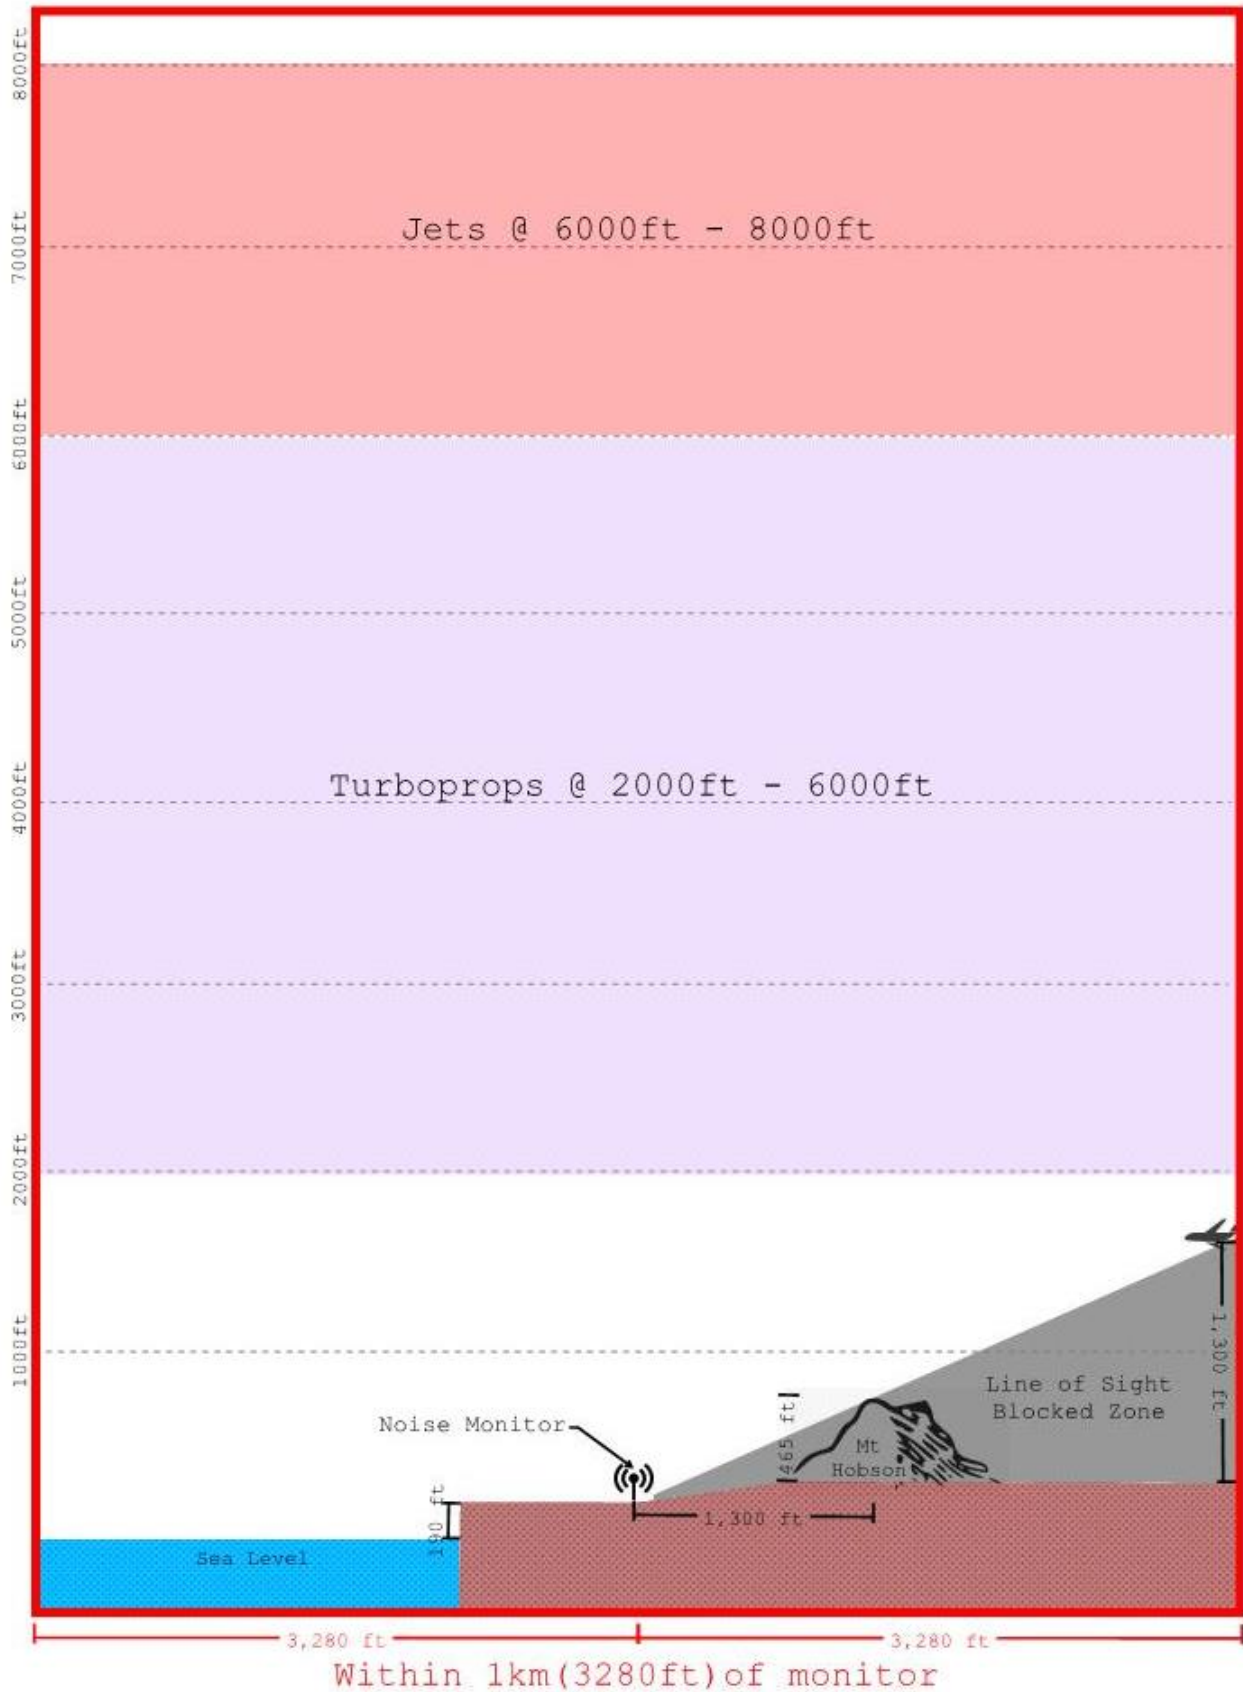 8000ft
Jets @ 6000ft - 8000ft
7000ft
6000ft
5000ft
Turboprops @ 2000ft - 6000ft
4000ft
3000ft
2000ft
1000ft
1,300 ft
Line of Sight
Blocked Zone
465 ft
Noise Monitor
Mt
Hobson
190 ft
1,300 ft
Sea Level
3,280 ft
3,280 ft
Within 1km(3280ft)of monitor